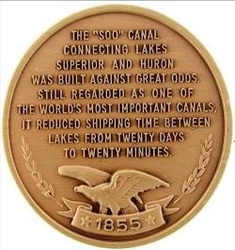 THE "SOO" CANAL
CONNECTING LAKES
SUPERIOR AND HURON
WAS BUILT AGAINST GREAT ODDS.
STILL REGARDED AS ONE OF
THE WORLD'S MOST IMPORTANT CANALS,
IT REDUCED SHIPPING TIME BETWEEN
LAKES FROM TWENTY DAYS
TO TWENTY MINUTES.
1855